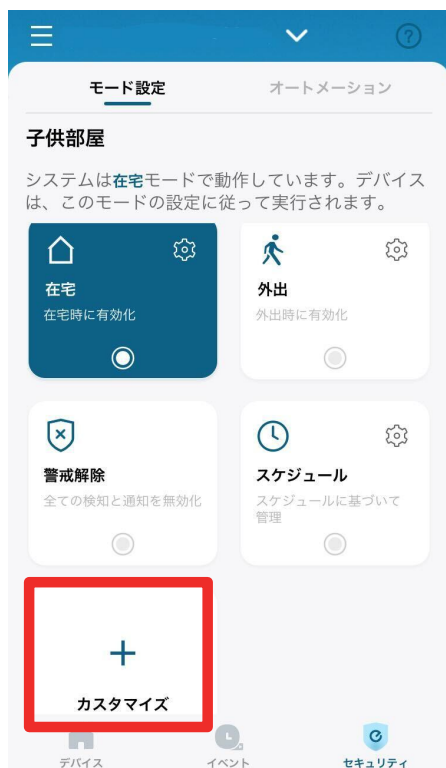 モード設定
オートメーション
子供部屋
システムは在宅モードで動作しています。デバイス
は、このモードの設定に従って実行されます。
在宅
在宅時に有効化
外出
外出時に有効化
警戒解除
全ての検知と通知を無効化
スケジュール
スケジュールに基づいて
管理
カスタマイズ
デバイス
イベント
セキュリティ